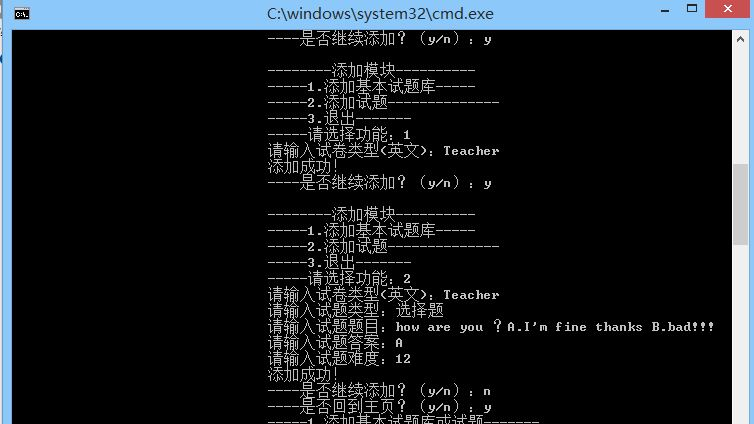 C:\windows\system32\cmd.exe
----是否继续添加？（y/n）：y
--------添加模块----------
-----1.添加基本试题库-----
-----2.添加试题--------------
-----3.退出-------
-----请选择功能：1
请输入试卷类型(英文)：Teacher
添加成功！
----是否继续添加？（y/n）：y
--------添加模块----------
-----1.添加基本试题库-----
-----2.添加试题--------------
-----3.退出-------
-----请选择功能：2
请输入试卷类型(英文)：Teacher
请输入试题类型：选择题
请输入试题题目：how are you ？A.I'm fine thanks B.bad!!!
请输入试题答案：A
请输入试题难度：12
添加成功！
----是否继续添加？（y/n）：n
----是否回到主页？（y/n）：y
-----1.添加基本试题库或试题-------